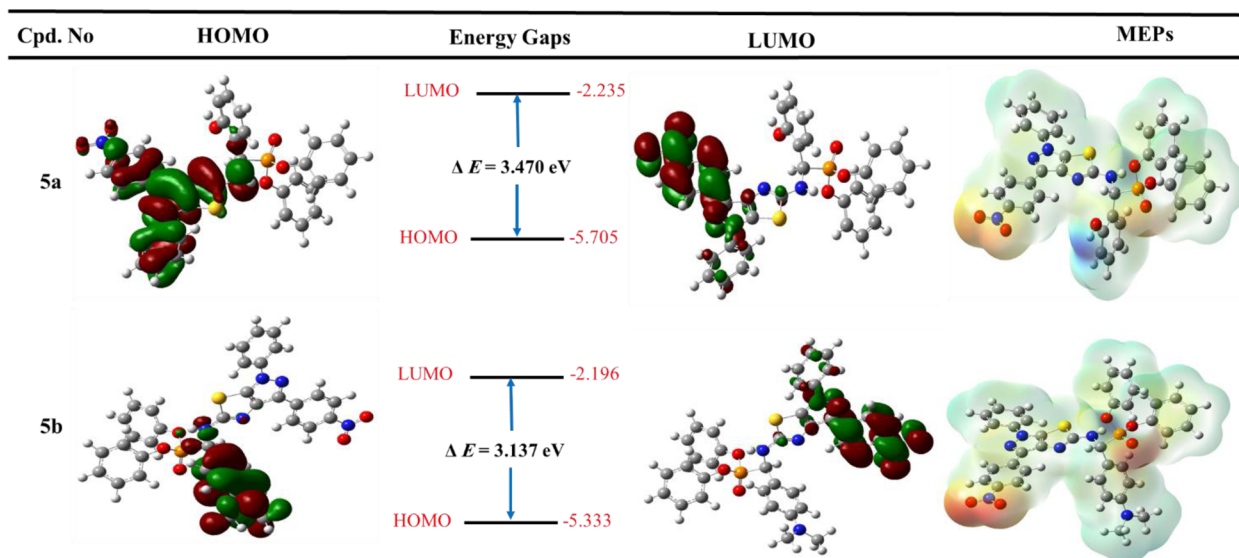 Cpd. No HOMO Energy Gaps LUMO MEPs
LUMO -2.235
5a Δ E = 3.470 eV
HOMO -5.705
LUMO -2.196
5b Δ E = 3.137 eV
HOMO -5.333